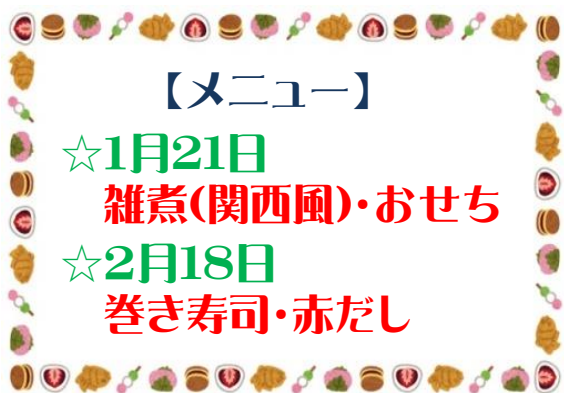 【メニュー】
☆1月21日
雑煮(関西風)・おせち
☆2月18日
巻き寿司・赤だし